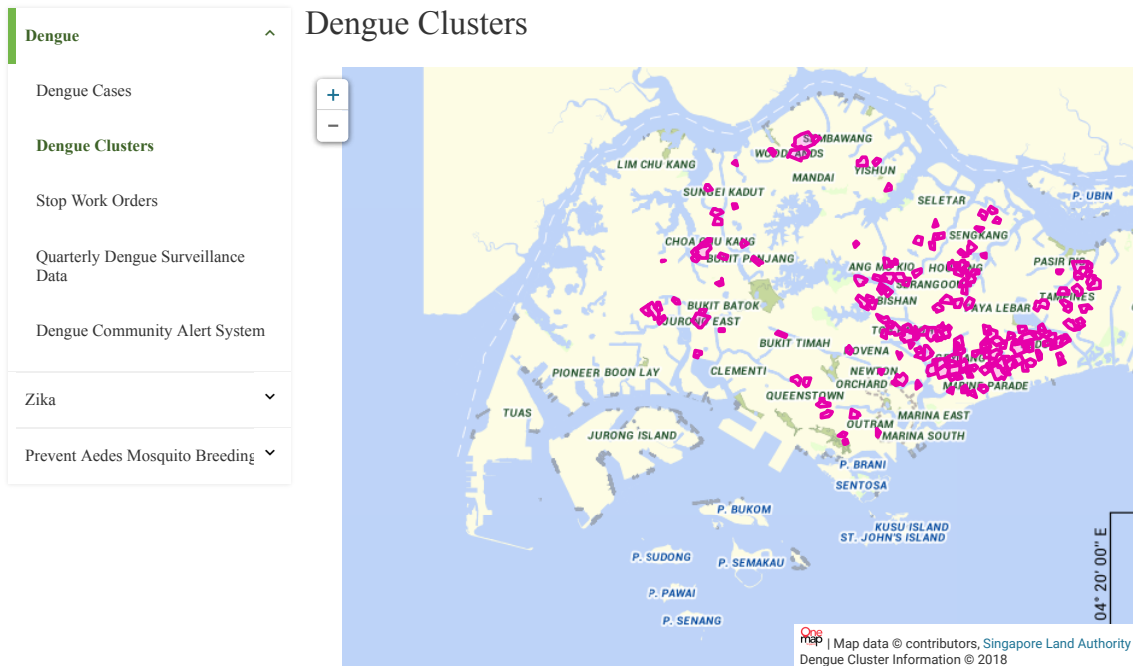 Dengue
Dengue Cases
Dengue Clusters
Stop Work Orders
Quarterly Dengue Surveillance
Data
Dengue Community Alert System
Zika
Prevent Aedes Mosquito Breeding
Dengue Clusters
+
−
SEMBAWANG
WOODLANDS
LIM CHU KANG
YISHUN
MANDAI
SUNGEI KADUT
P. UBIN
SELETAR
SENGKANG
CHOA CHU KANG
BUKIT PANJANG
PASIR RIS
ANG MO KIO
HOUGANG
SERANGOON
TAMPINES
BISHAN
BUKIT BATOK
PAYA LEBAR
JURONG EAST
BUKIT TIMAH
NOVENA
PIONEER
BOON LAY
CLEMENTI
NEWTON
ORCHARD
MARINE PARADE
QUEENSTOWN
TUAS
MARINA EAST
OUTRAM
JURONG ISLAND
MARINA SOUTH
P. BRANI
SENTOSA
P. BUKOM
KUSU ISLAND
ST. JOHN'S ISLAND
P. SUDONG
P. SEMAKAU
P. PAWAI
P. SENANG
04° 20' 00" E
One
map | Map data © contributors, Singapore Land Authority
Dengue Cluster Information © 2018